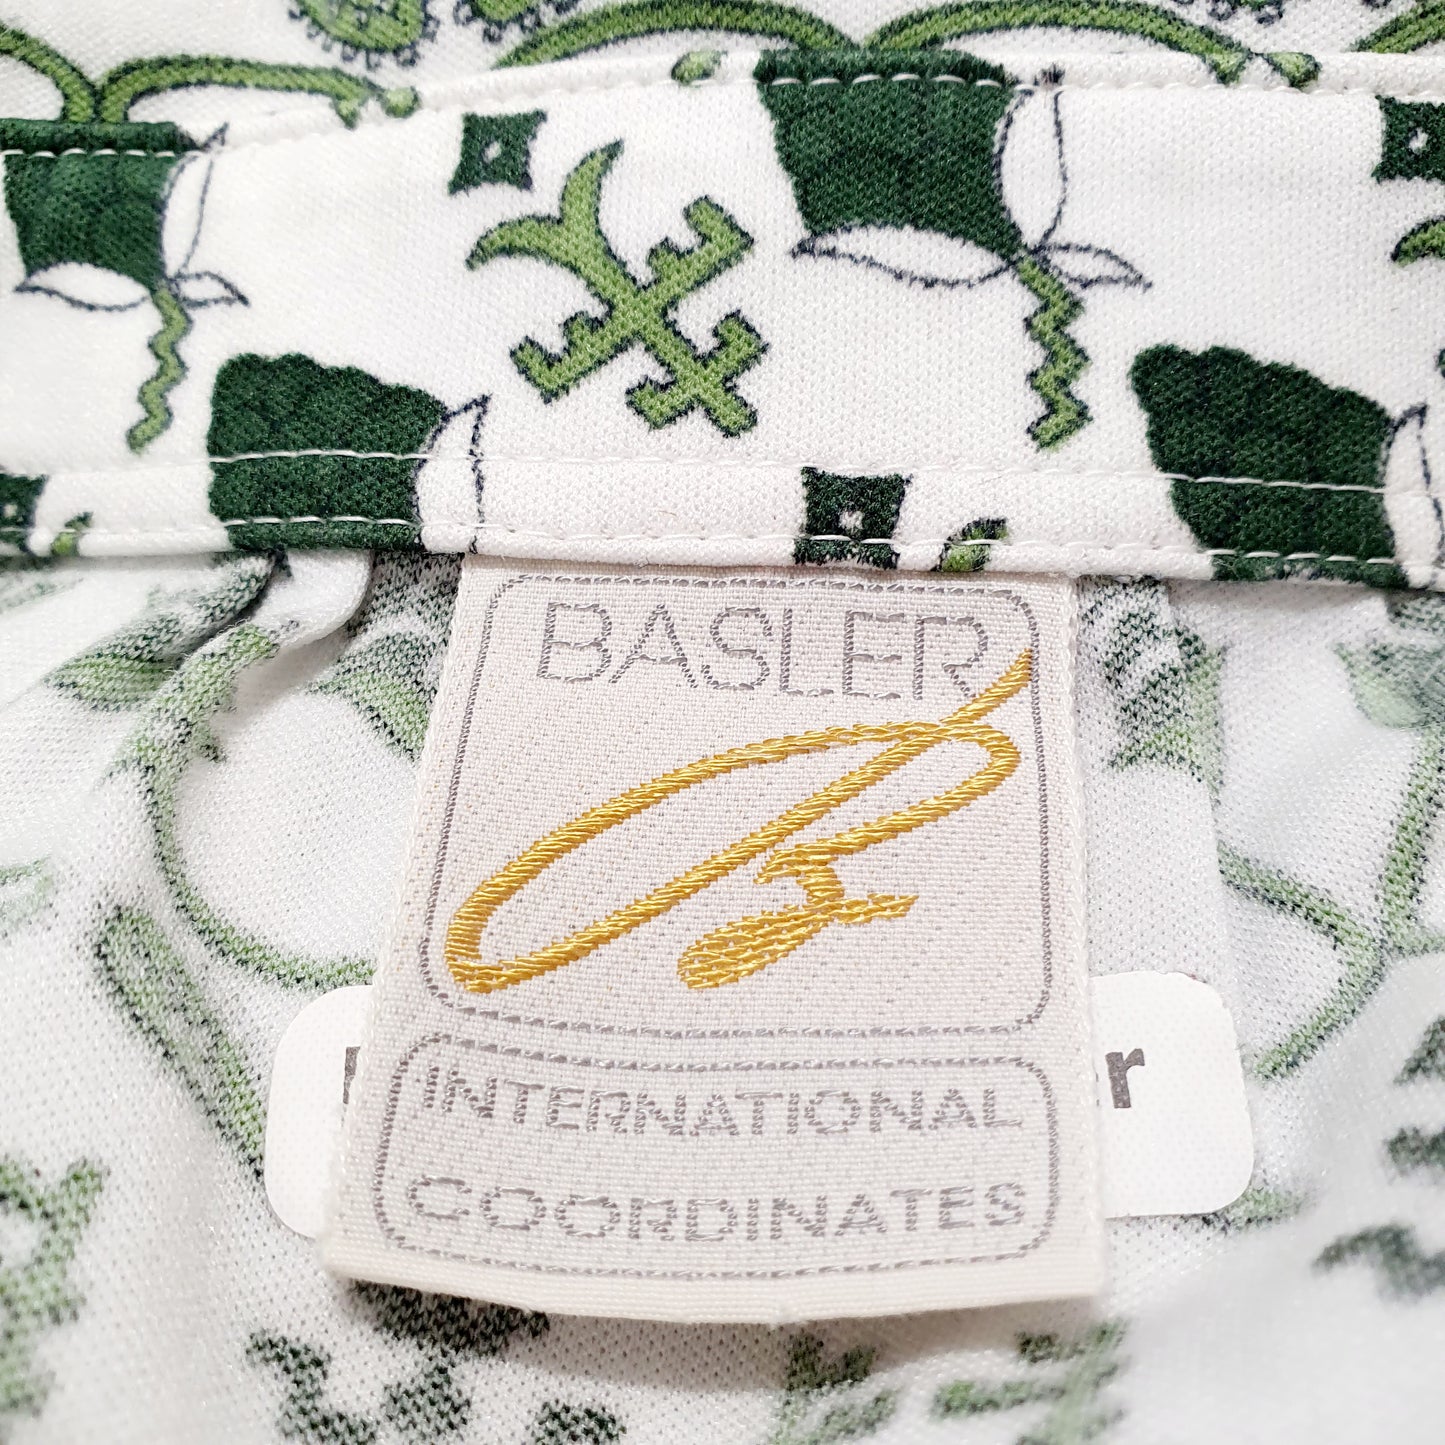 BASLER
INTERNATIONAL
COORDINATES
r